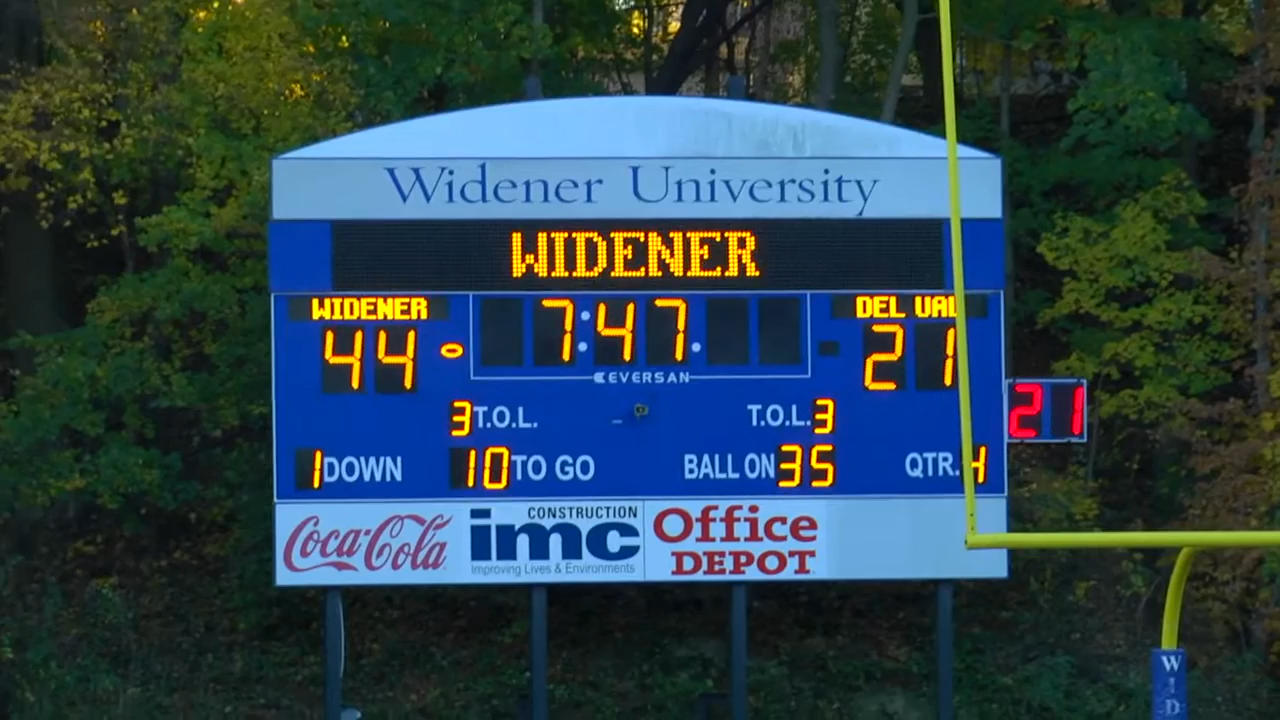 Widener University
WIDENER
WIDENER 7:47 DEL VAL
44 21
EVERSAN
21
3 T.O.L. T.O.L. 3
1 DOWN 10 TO GO BALL ON 35 QTR. 4
Coca-Cola
CONSTRUCTION
imc
Improving Lives & Environments
Office
DEPOT
W
I
D